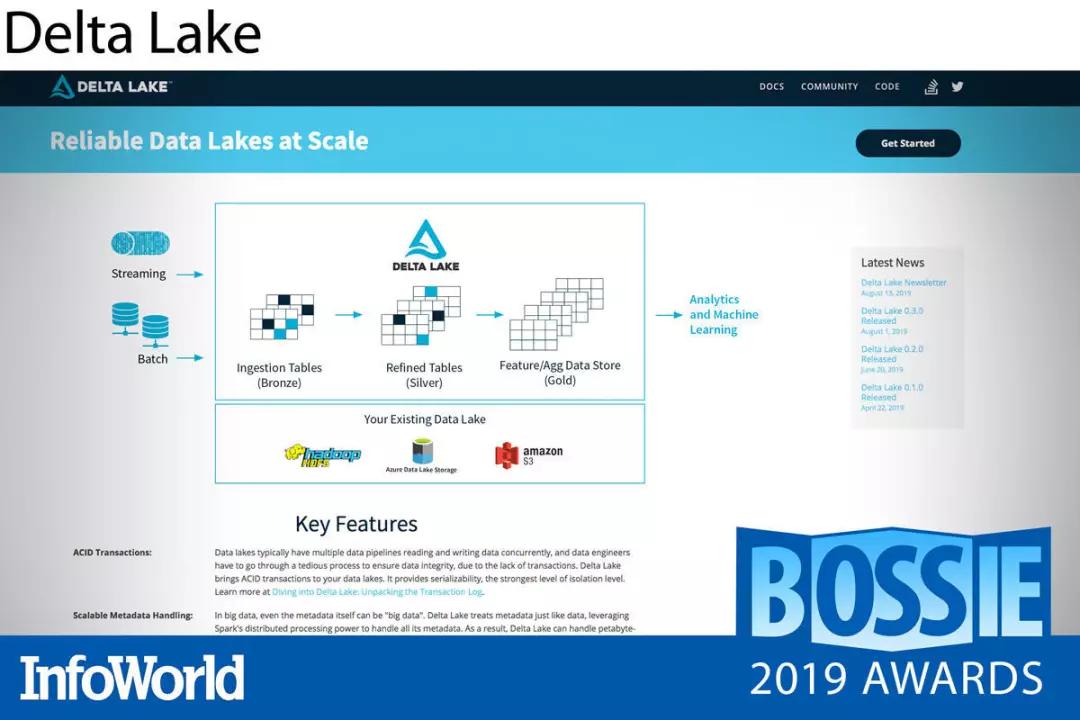 Delta Lake
DELTA LAKE™
DOCS COMMUNITY CODE
Reliable Data Lakes at Scale
Get Started
Streaming
Batch
DELTA LAKE
Ingestion Tables
(Bronze)
Refined Tables
(Silver)
Feature/Agg Data Store
(Gold)
Analytics
and Machine
Learning
Your Existing Data Lake
hadoop
HDFS
Azure Data Lake Storage
amazon
S3
Latest News
Delta Lake Newsletter
August 13, 2019
Delta Lake 0.3.0
Released
August 1, 2019
Delta Lake 0.2.0
Released
June 20, 2019
Delta Lake 0.1.0
Released
April 22, 2019
Key Features
ACID Transactions:
Data lakes typically have multiple data pipelines reading and writing data concurrently, and data engineers
have to go through a tedious process to ensure data integrity, due to the lack of transactions. Delta Lake
brings ACID transactions to your data lakes. It provides serializability, the strongest level of isolation level.
Learn more at Diving into Delta Lake: Unpacking the Transaction Log.
Scalable Metadata Handling:
In big data, even the metadata itself can be "big data". Delta Lake treats metadata just like data, leveraging
Spark's distributed processing power to handle all its metadata. As a result, Delta Lake can handle petabyte-
BOSSIE
2019 AWARDS
InfoWorld